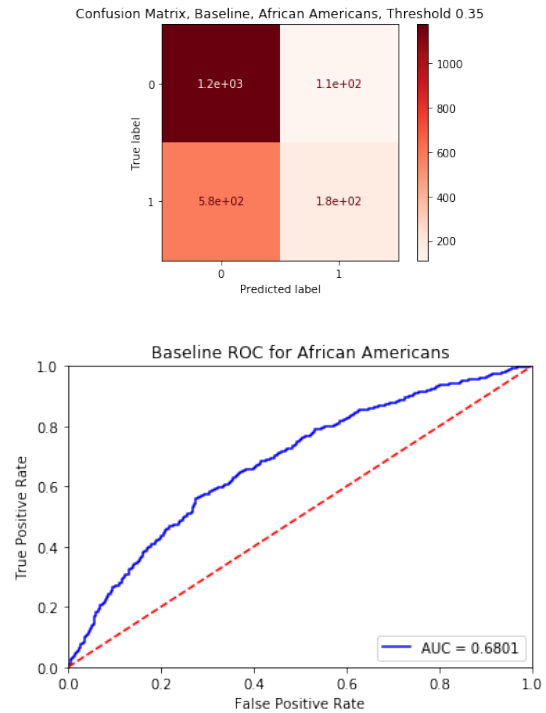 Confusion Matrix, Baseline, African Americans, Threshold 0.35
0
1.2e+03
1.1e+02
1
5.8e+02
1.8e+02
0
1
True label
Predicted label
1000
800
600
400
200
Baseline ROC for African Americans
1.0
0.8
0.6
0.4
0.2
0.0
True Positive Rate
0.0
0.2
0.4
0.6
0.8
1.0
False Positive Rate
AUC = 0.6801